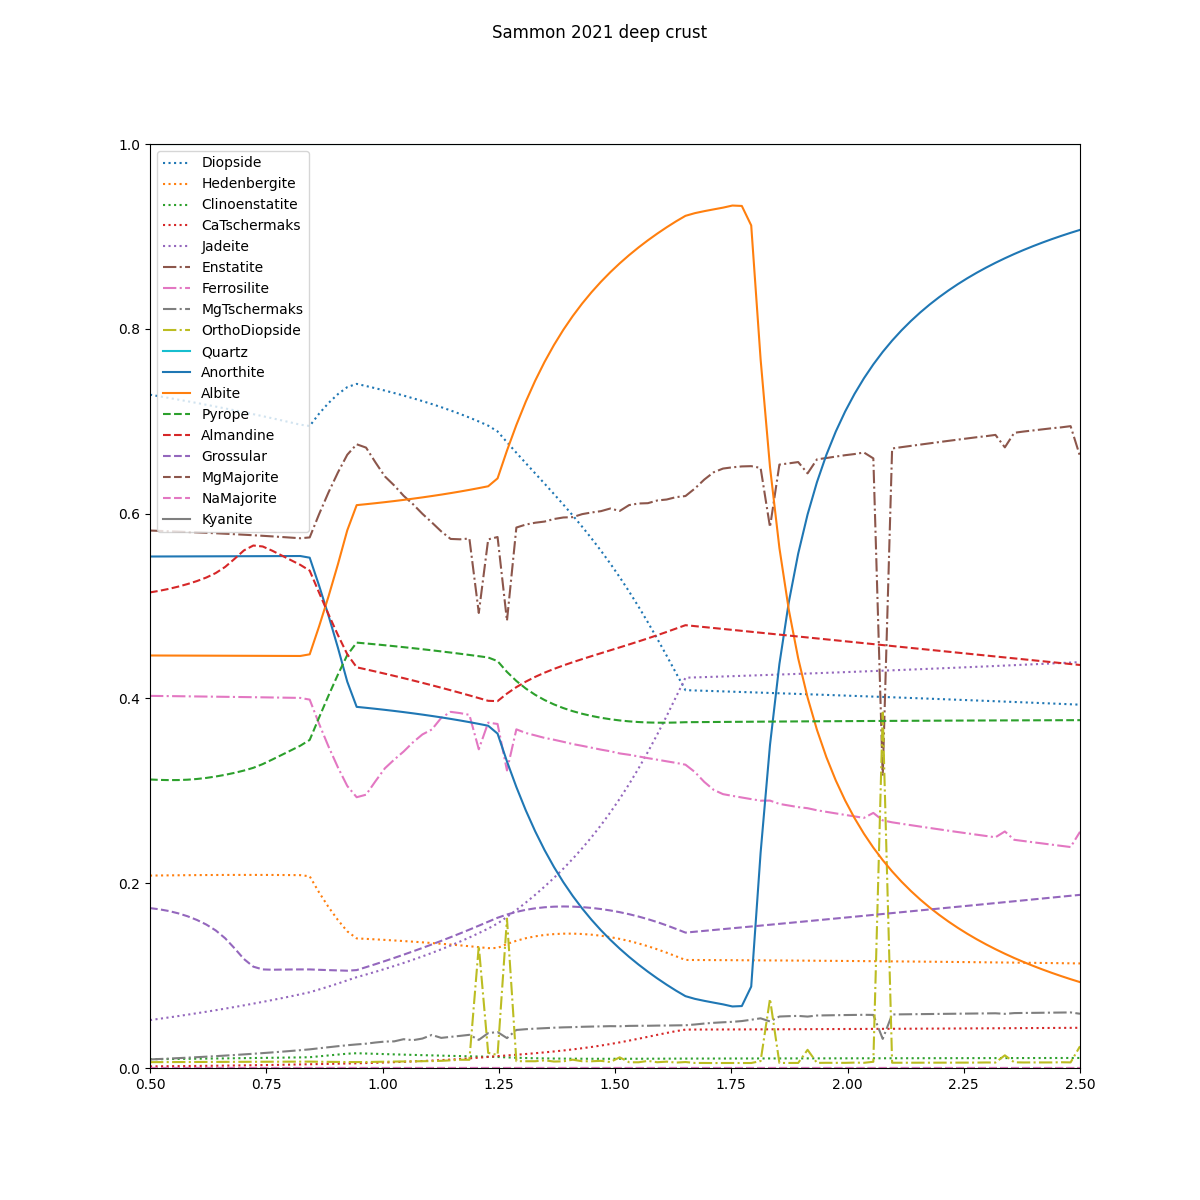 Sammon 2021 deep crust
1.0
0.8
0.6
0.4
0.2
0.0
Diopside
Hedenbergite
Clinoenstatite
CaTschermaks
Jadeite
Enstatite
Ferrosilite
MgTschermaks
OrthoDiopside
Quartz
Anorthite
Albite
Pyrope
Almandine
Grossular
MgMajorite
NaMajorite
Kyanite
0.50 0.75 1.00 1.25 1.50 1.75 2.00 2.25 2.50